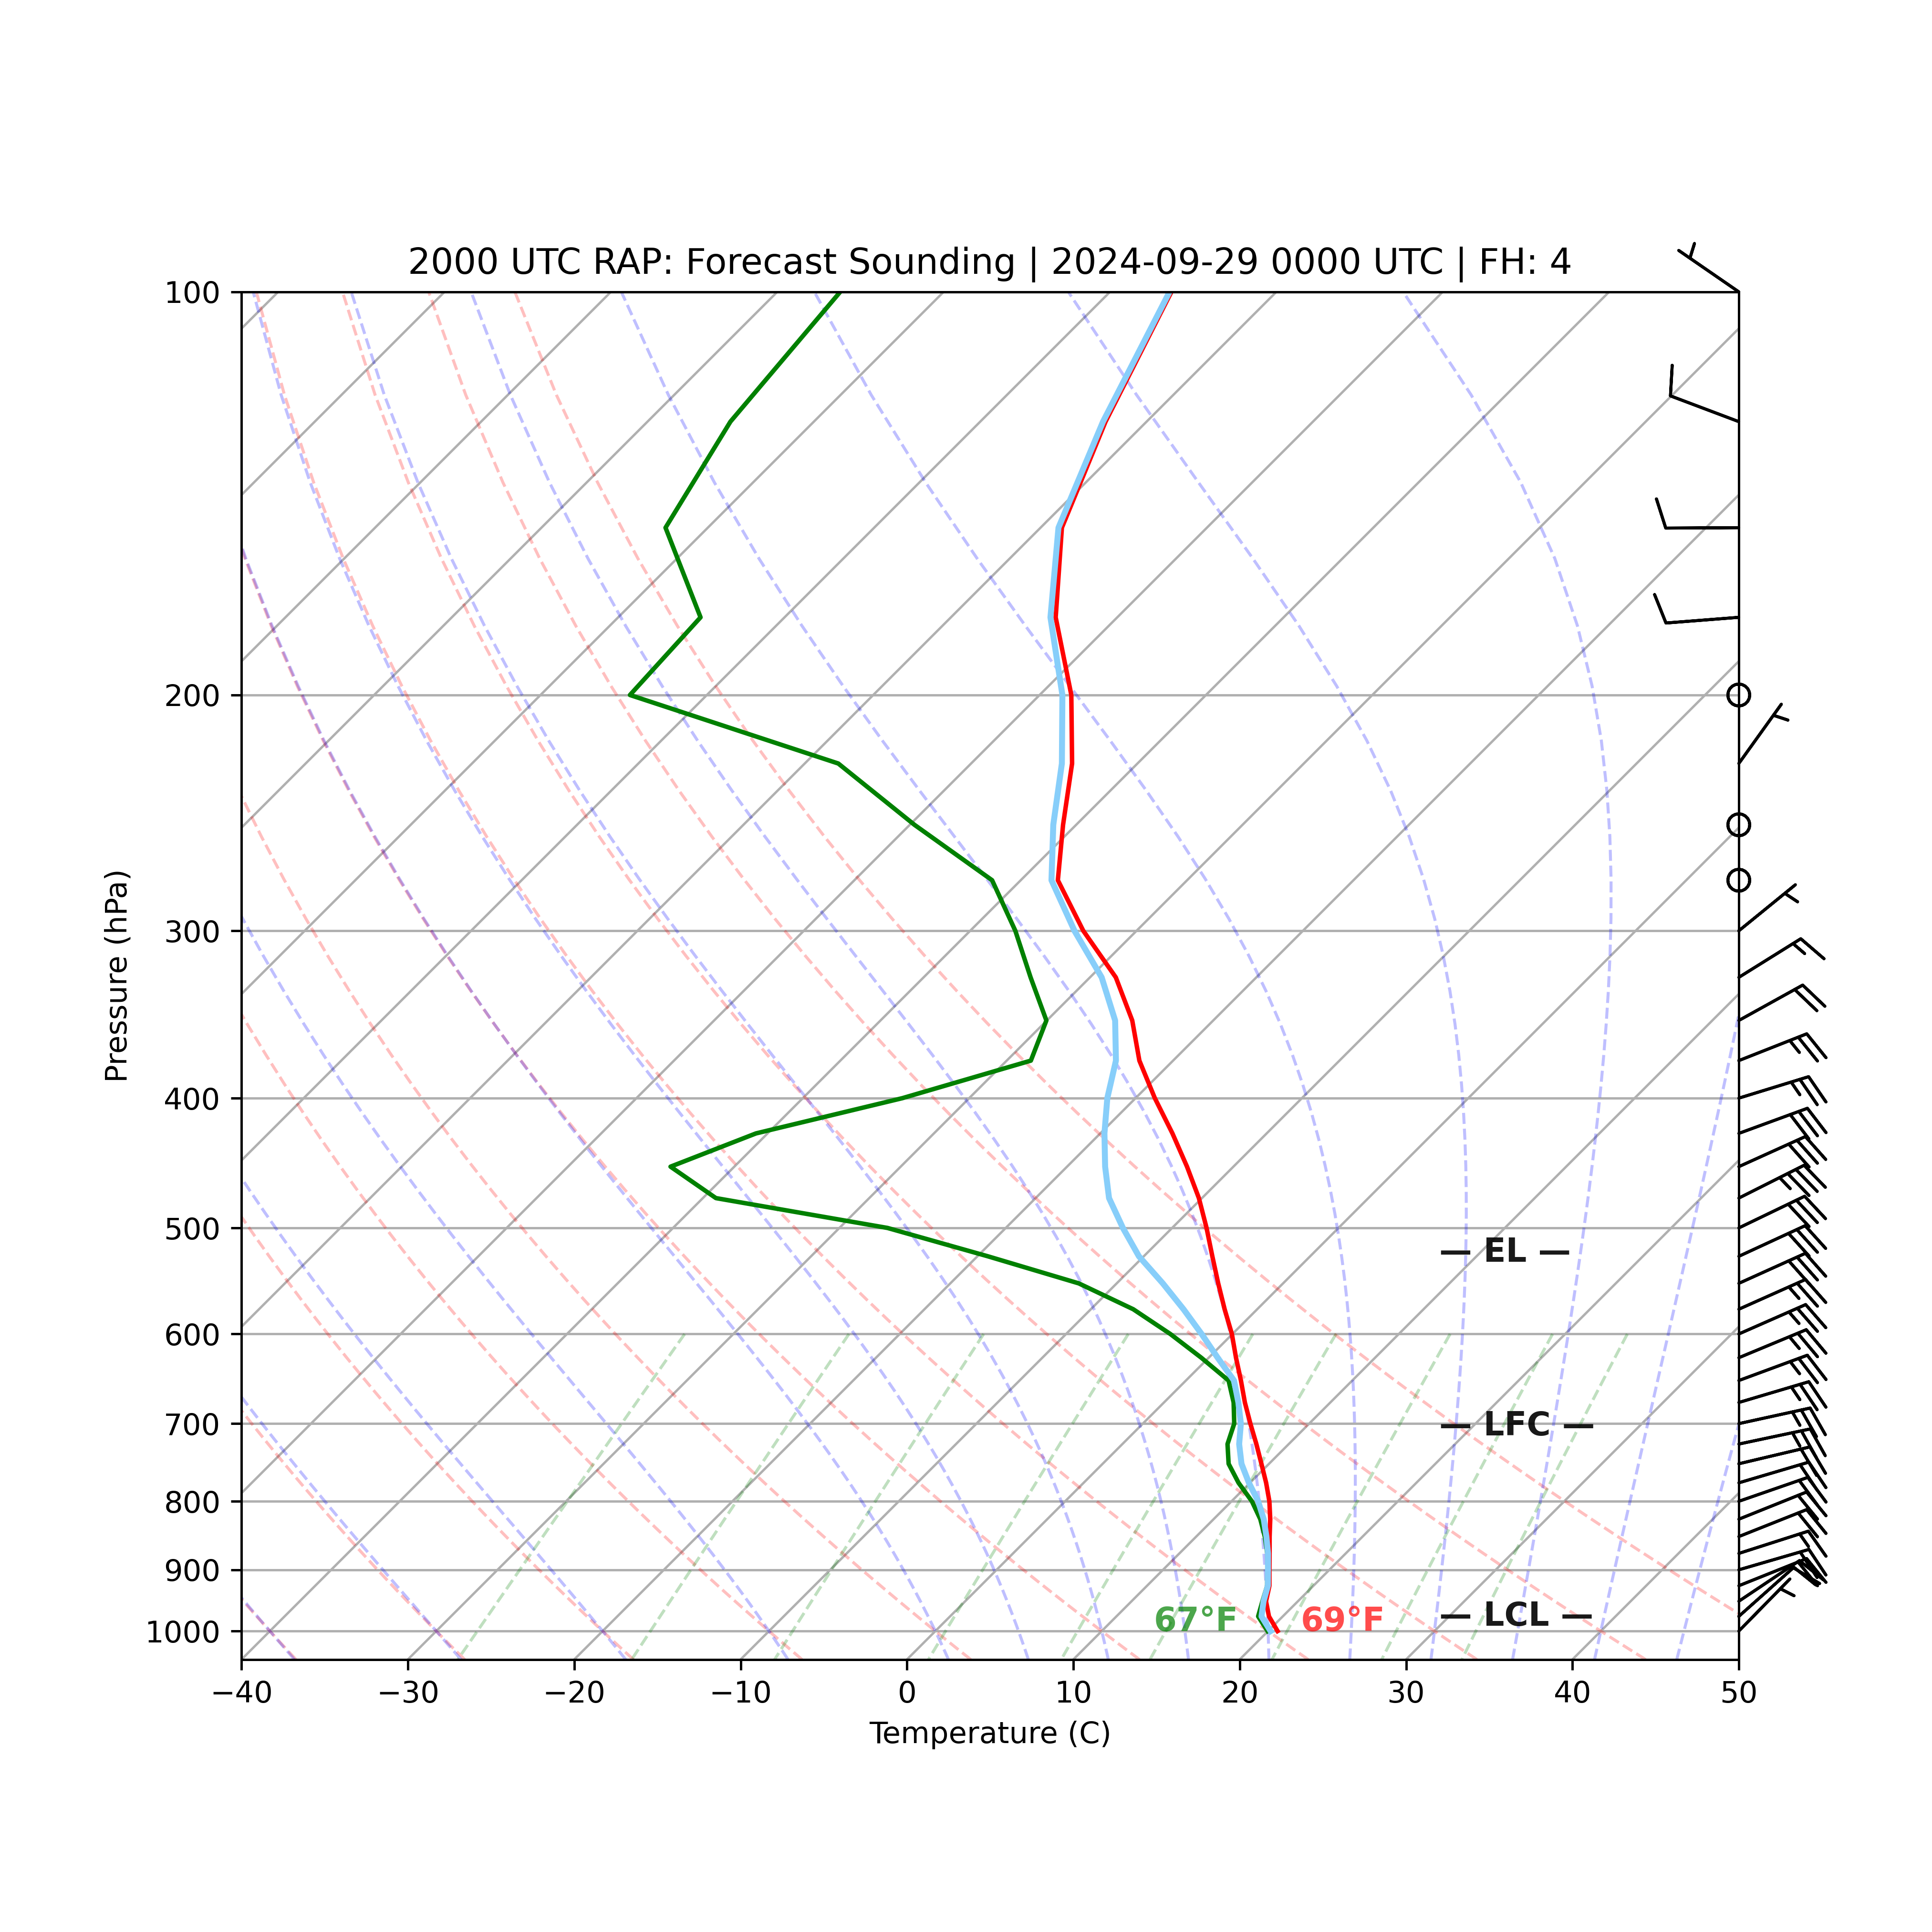 2000 UTC RAP: Forecast Sounding | 2024-09-29 0000 UTC | FH: 4
100
200
300
400
500
600
700
800
900
1000
Pressure (hPa)
— EL —
— LFC —
— LCL —
67°F 69°F
−40 −30 −20 −10 0 10 20 30 40 50
Temperature (C)